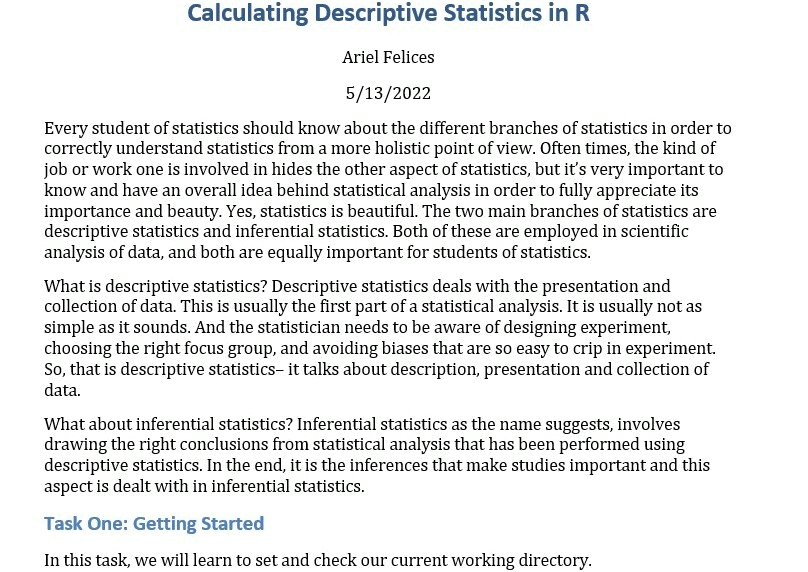 Calculating Descriptive Statistics in R
Ariel Felices
5/13/2022
Every student of statistics should know about the different branches of statistics in order to
correctly understand statistics from a more holistic point of view. Often times, the kind of
job or work one is involved in hides the other aspect of statistics, but it’s very important to
know and have an overall idea behind statistical analysis in order to fully appreciate its
importance and beauty. Yes, statistics is beautiful. The two main branches of statistics are
descriptive statistics and inferential statistics. Both of these are employed in scientific
analysis of data, and both are equally important for students of statistics.
What is descriptive statistics? Descriptive statistics deals with the presentation and
collection of data. This is usually the first part of a statistical analysis. It is usually not as
simple as it sounds. And the statistician needs to be aware of designing experiment,
choosing the right focus group, and avoiding biases that are so easy to crip in experiment.
So, that is descriptive statistics– it talks about description, presentation and collection of
data.
What about inferential statistics? Inferential statistics as the name suggests, involves
drawing the right conclusions from statistical analysis that has been performed using
descriptive statistics. In the end, it is the inferences that make studies important and this
aspect is dealt with in inferential statistics.
Task One: Getting Started
In this task, we will learn to set and check our current working directory.